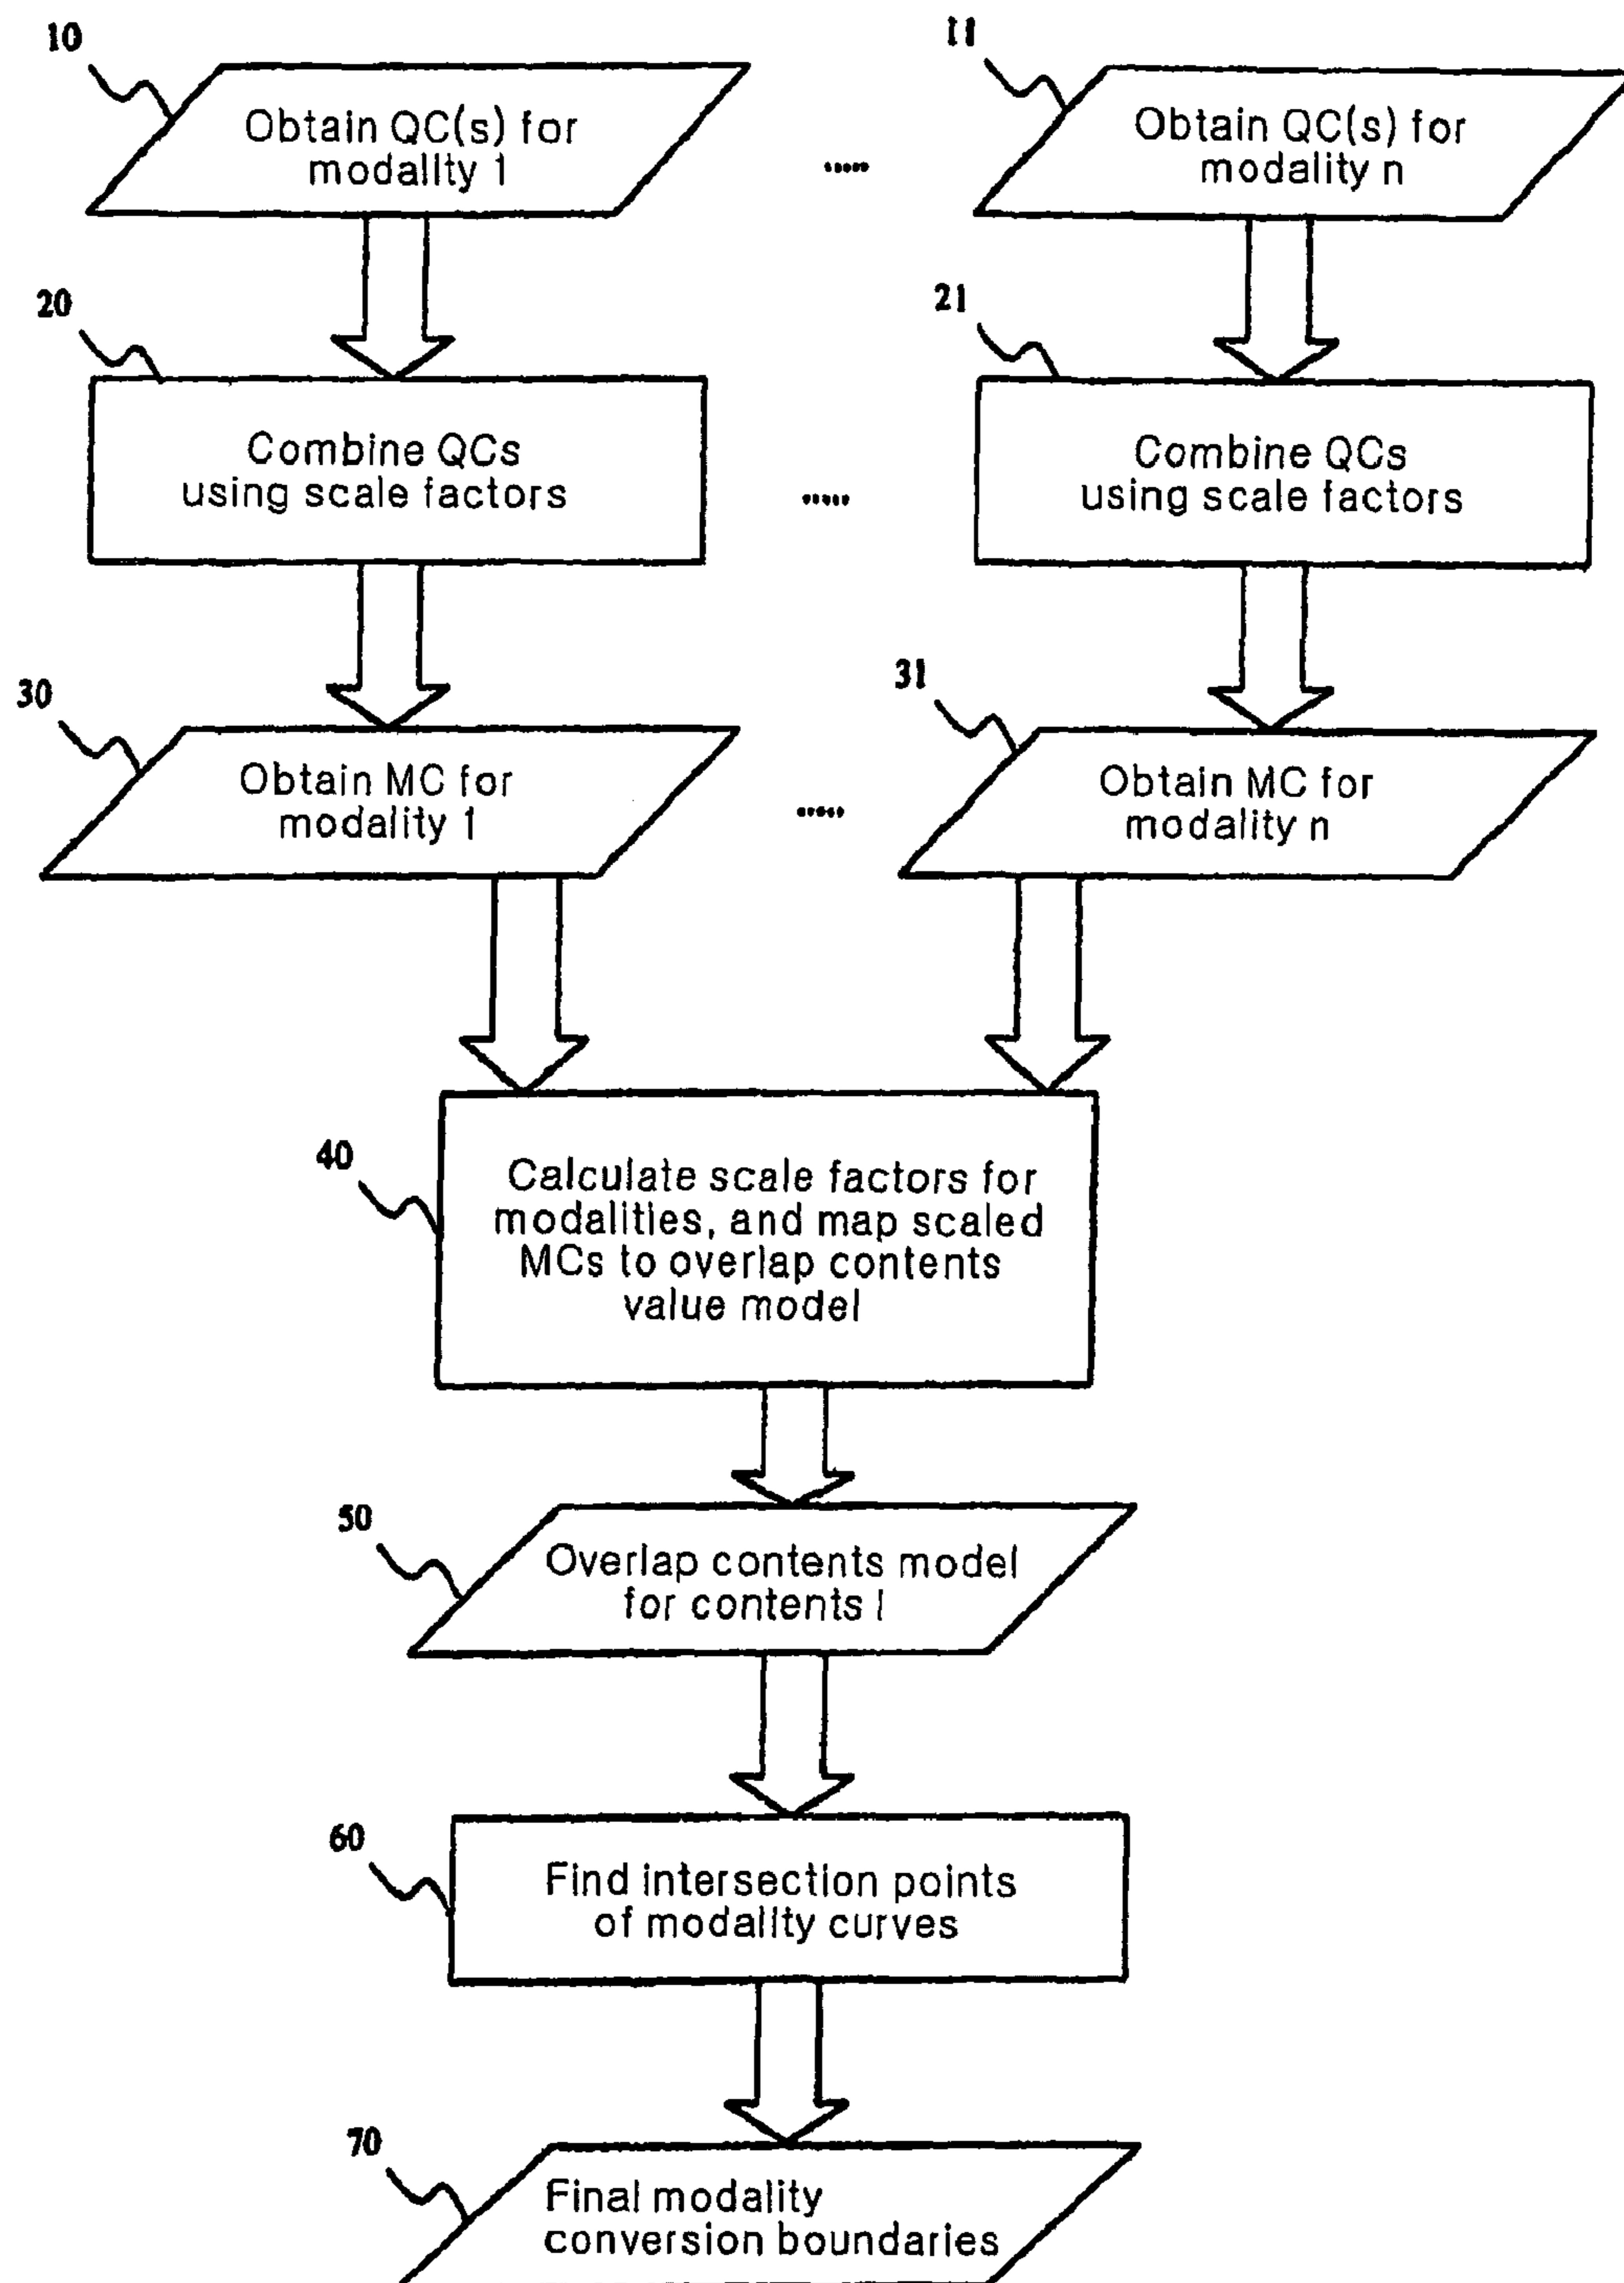 10
11
Obtain QC(s) for
modality 1
.....
Obtain QC(s) for
modality n
20
21
Combine QCs
using scale factors
.....
Combine QCs
using scale factors
30
31
Obtain MC for
modality 1
.....
Obtain MC for
modality n
40
Calculate scale factors for
modalities, and map scaled
MCs to overlap contents
value model
50
Overlap contents model
for contents I
60
Find intersection points
of modality curves
70
Final modality
conversion boundaries